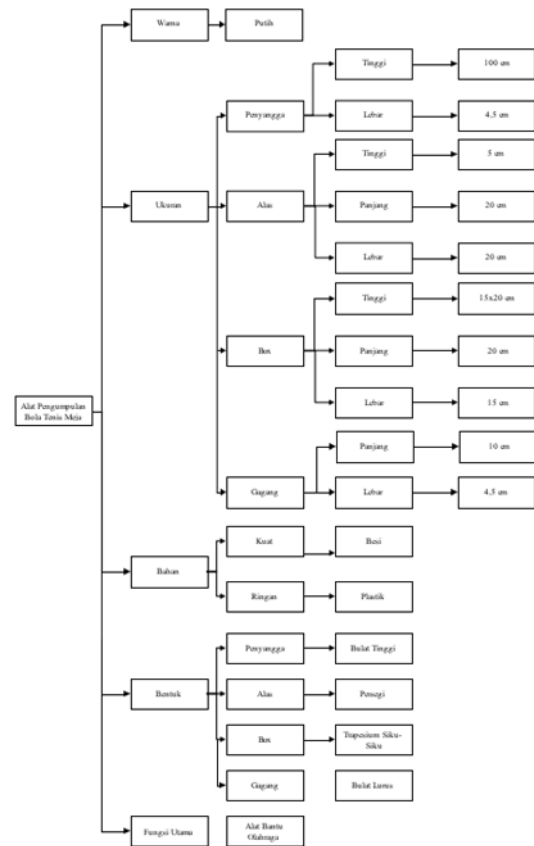 Warna
Putih
Tinggi
100 cm
Penyangga
Lebar
4,5 cm
Tinggi
5 cm
Ukuran
Alas
Panjang
20 cm
Lebar
20 cm
Tinggi
15x20 cm
Box
Panjang
20 cm
Lebar
15 cm
Alat Pengumpulan
Bola Tenis Meja
Panjang
10 cm
Gagang
Lebar
4,5 cm
Kuat
Besi
Bahan
Ringan
Plastik
Penyangga
Bulat Tinggi
Bentuk
Alas
Persegi
Box
Trapesium Siku-
Siku
Gagang
Bulat Lurus
Fungsi Utama
Alat Bantu
Olahraga